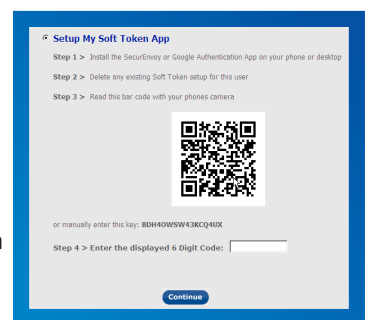 Setup My Soft Token App
Step 1 > Install the SecurEnvoy or Google Authentication App on your phone or desktop
Step 2 > Delete any existing Soft Token setup for this user
Step 3 > Read this bar code with your phones camera
or manually enter this key: BDH4OWSW43KCQ4UX
Step 4 > Enter the displayed 6 Digit Code:
Continue